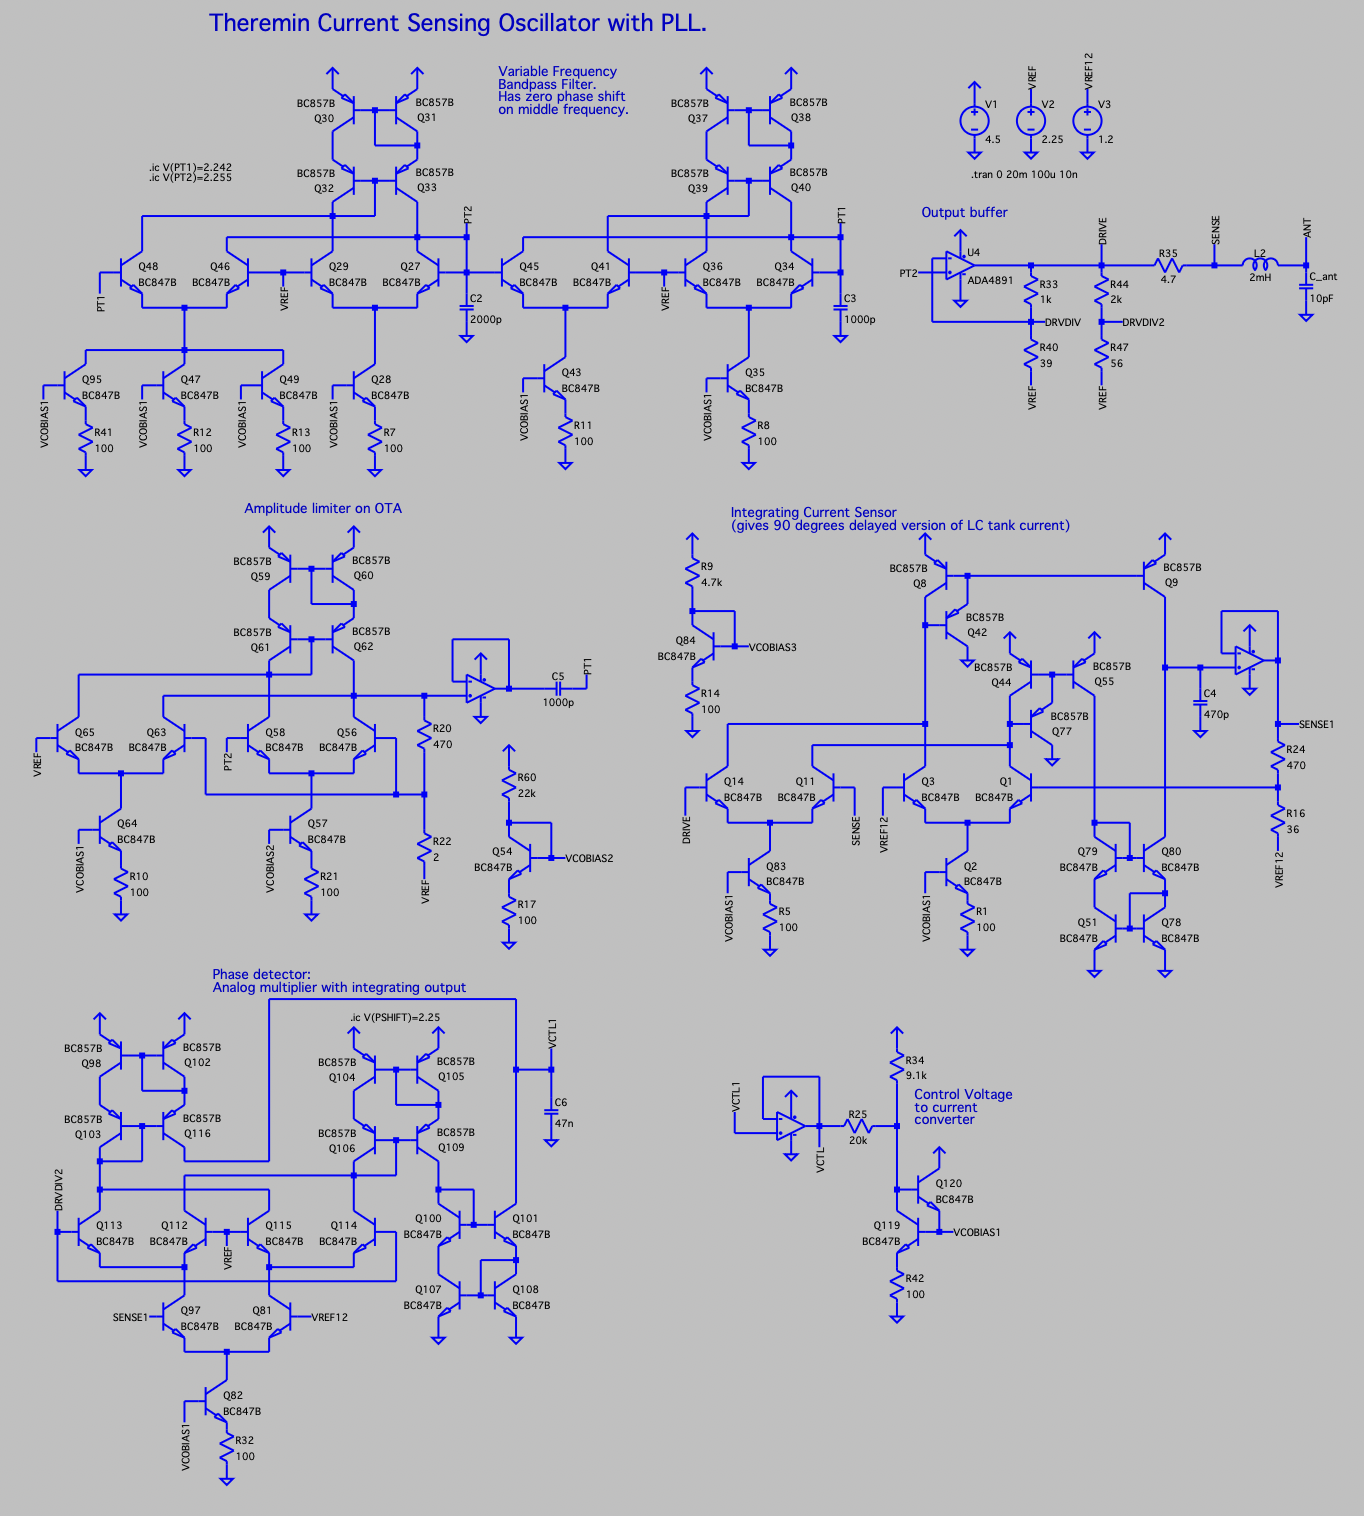 Theremin Current Sensing Oscillator with PLL.
Variable Frequency
Bandpass Filter.
Has zero phase shift
on middle frequency.
BC857B
Q30
BC857B
Q31
BC857B
Q37
BC857B
Q38
.ic V(PT1)=2.242
.ic V(PT2)=2.255
BC857B
Q32
BC857B
Q33
BC857B
Q39
BC857B
Q40
VREF
VREF12
V1
4.5
V2
2.25
V3
1.2
.tran 0 20m 100u 10n
PT2
PT1
Q48
BC847B
Q46
BC847B
Q29
BC847B
Q27
BC847B
Q45
BC847B
Q41
BC847B
Q36
BC847B
Q34
BC847B
PT1
VREF
VREF
C2
2000p
C3
1000p
Output buffer
PT2
U4
ADA4891
DRIVE
SENSE
ANT
R35
4.7
L2
2mH
C_ant
10pF
R33
1k
R44
2k
DRVDIV
DRVDIV2
R40
39
R47
56
VREF
VREF
Q95
BC847B
Q47
BC847B
Q49
BC847B
Q28
BC847B
Q43
BC847B
Q35
BC847B
VCOBIAS1
VCOBIAS1
VCOBIAS1
VCOBIAS1
VCOBIAS1
VCOBIAS1
R41
100
R12
100
R13
100
R7
100
R11
100
R8
100
Amplitude limiter on OTA
BC857B
Q59
BC857B
Q60
BC857B
Q61
BC857B
Q62
C5
1000p
PT1
Q65
BC847B
Q63
BC847B
Q58
BC847B
Q56
BC847B
VREF
PT2
R20
470
R60
22k
Q64
BC847B
Q57
BC847B
VCOBIAS1
VCOBIAS2
R22
2
VREF
Q54
BC847B
VCOBIAS2
R10
100
R21
100
R17
100
Integrating Current Sensor
(gives 90 degrees delayed version of LC tank current)
R9
4.7k
BC857B
Q8
BC857B
Q9
BC857B
Q42
Q84
BC847B
VCOBIAS3
BC857B
Q44
BC857B
Q55
R14
100
BC857B
Q77
C4
470p
SENSE1
R24
470
Q14
BC847B
Q11
BC847B
Q3
BC847B
Q1
BC847B
DRIVE
SENSE
VREF12
R16
36
VREF12
Q83
BC847B
Q2
BC847B
Q79
BC847B
Q80
BC847B
VCOBIAS1
VCOBIAS1
R5
100
R1
100
Q51
BC847B
Q78
BC847B
Phase detector:
Analog multiplier with integrating output
.ic V(PSHIFT)=2.25
BC857B
Q98
BC857B
Q102
BC857B
Q104
BC857B
Q105
VCTL1
C6
47n
BC857B
Q103
BC857B
Q116
BC857B
Q106
BC857B
Q109
DRVDIV2
Q113
BC847B
Q112
BC847B
Q115
BC847B
Q114
BC847B
Q100
BC847B
Q101
BC847B
VREF
Q107
BC847B
Q108
BC847B
SENSE1
Q97
BC847B
Q81
BC847B
VREF12
Q82
BC847B
VCOBIAS1
R32
100
R34
9.1k
VCTL1
Control Voltage
to current
converter
R25
20k
VCTL
Q120
BC847B
Q119
BC847B
VCOBIAS1
R42
100